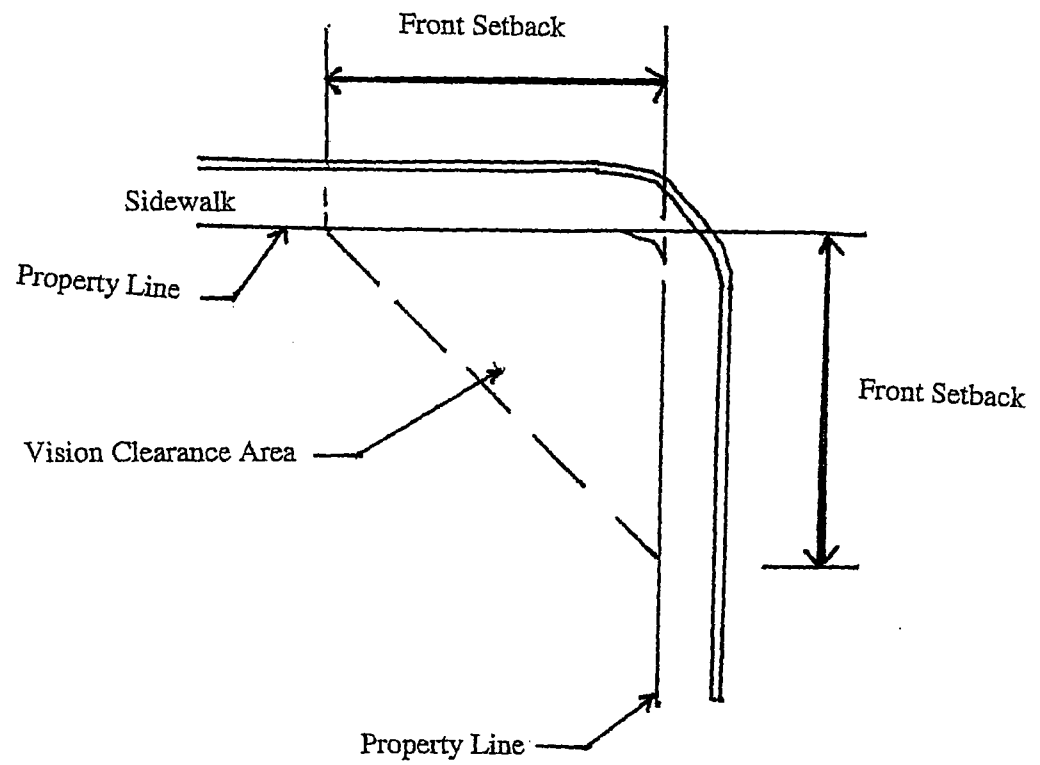 Front Setback
Sidewalk
Property Line
Front Setback
Vision Clearance Area
Property Line